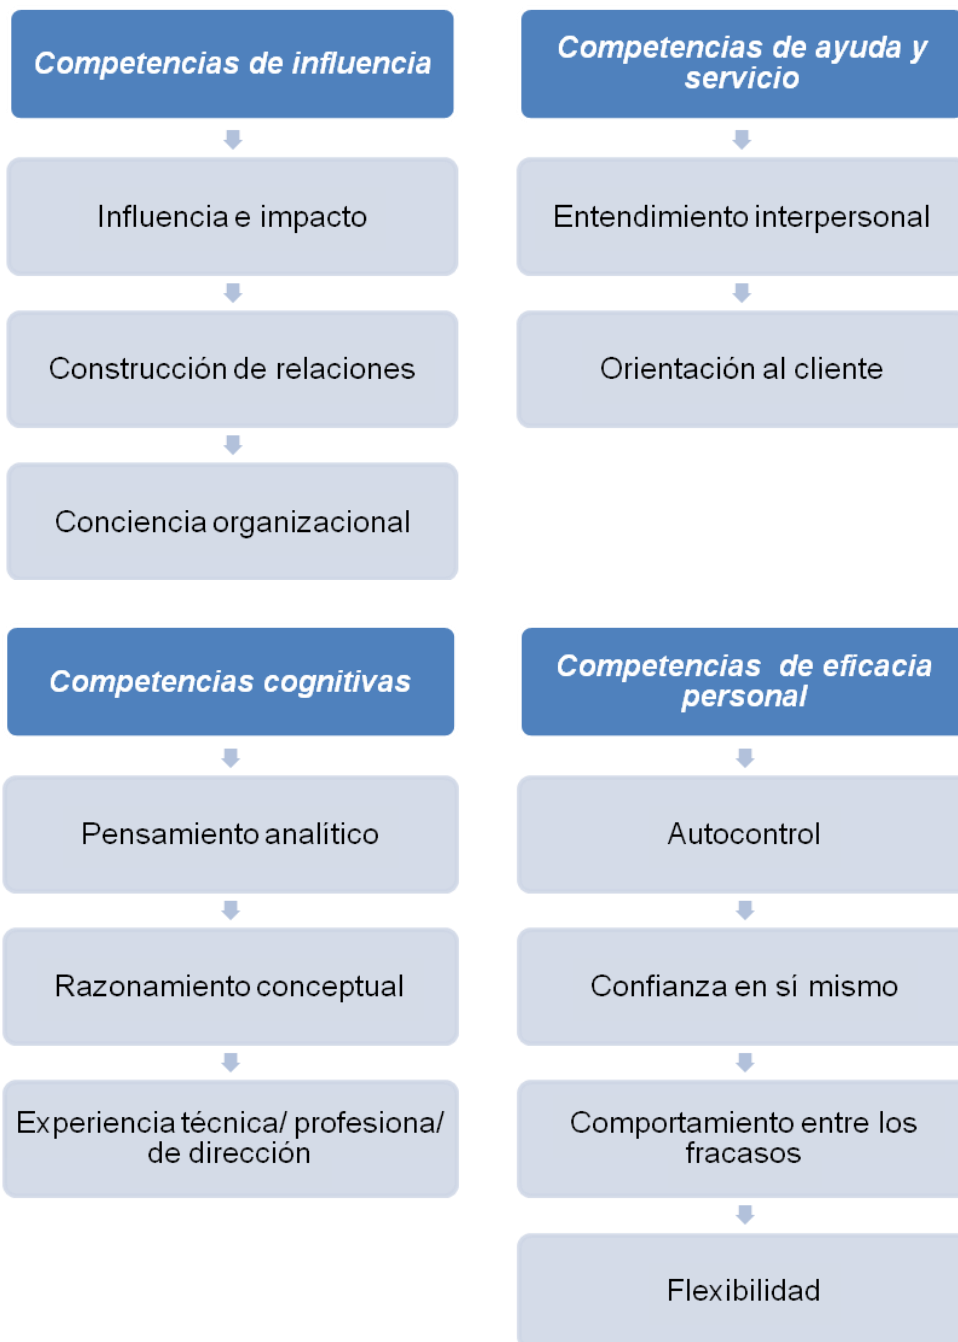 Competencias de influencia
Influencia e impacto
Construcción de relaciones
Conciencia organizacional
Competencias de ayuda y
servicio
Entendimiento interpersonal
Orientación al cliente
Competencias cognitivas
Pensamiento analítico
Razonamiento conceptual
Experiencia técnica/ profesiona/
de dirección
Competencias de eficacia
personal
Autocontrol
Confianza en sí mismo
Comportamiento entre los
fracasos
Flexibilidad